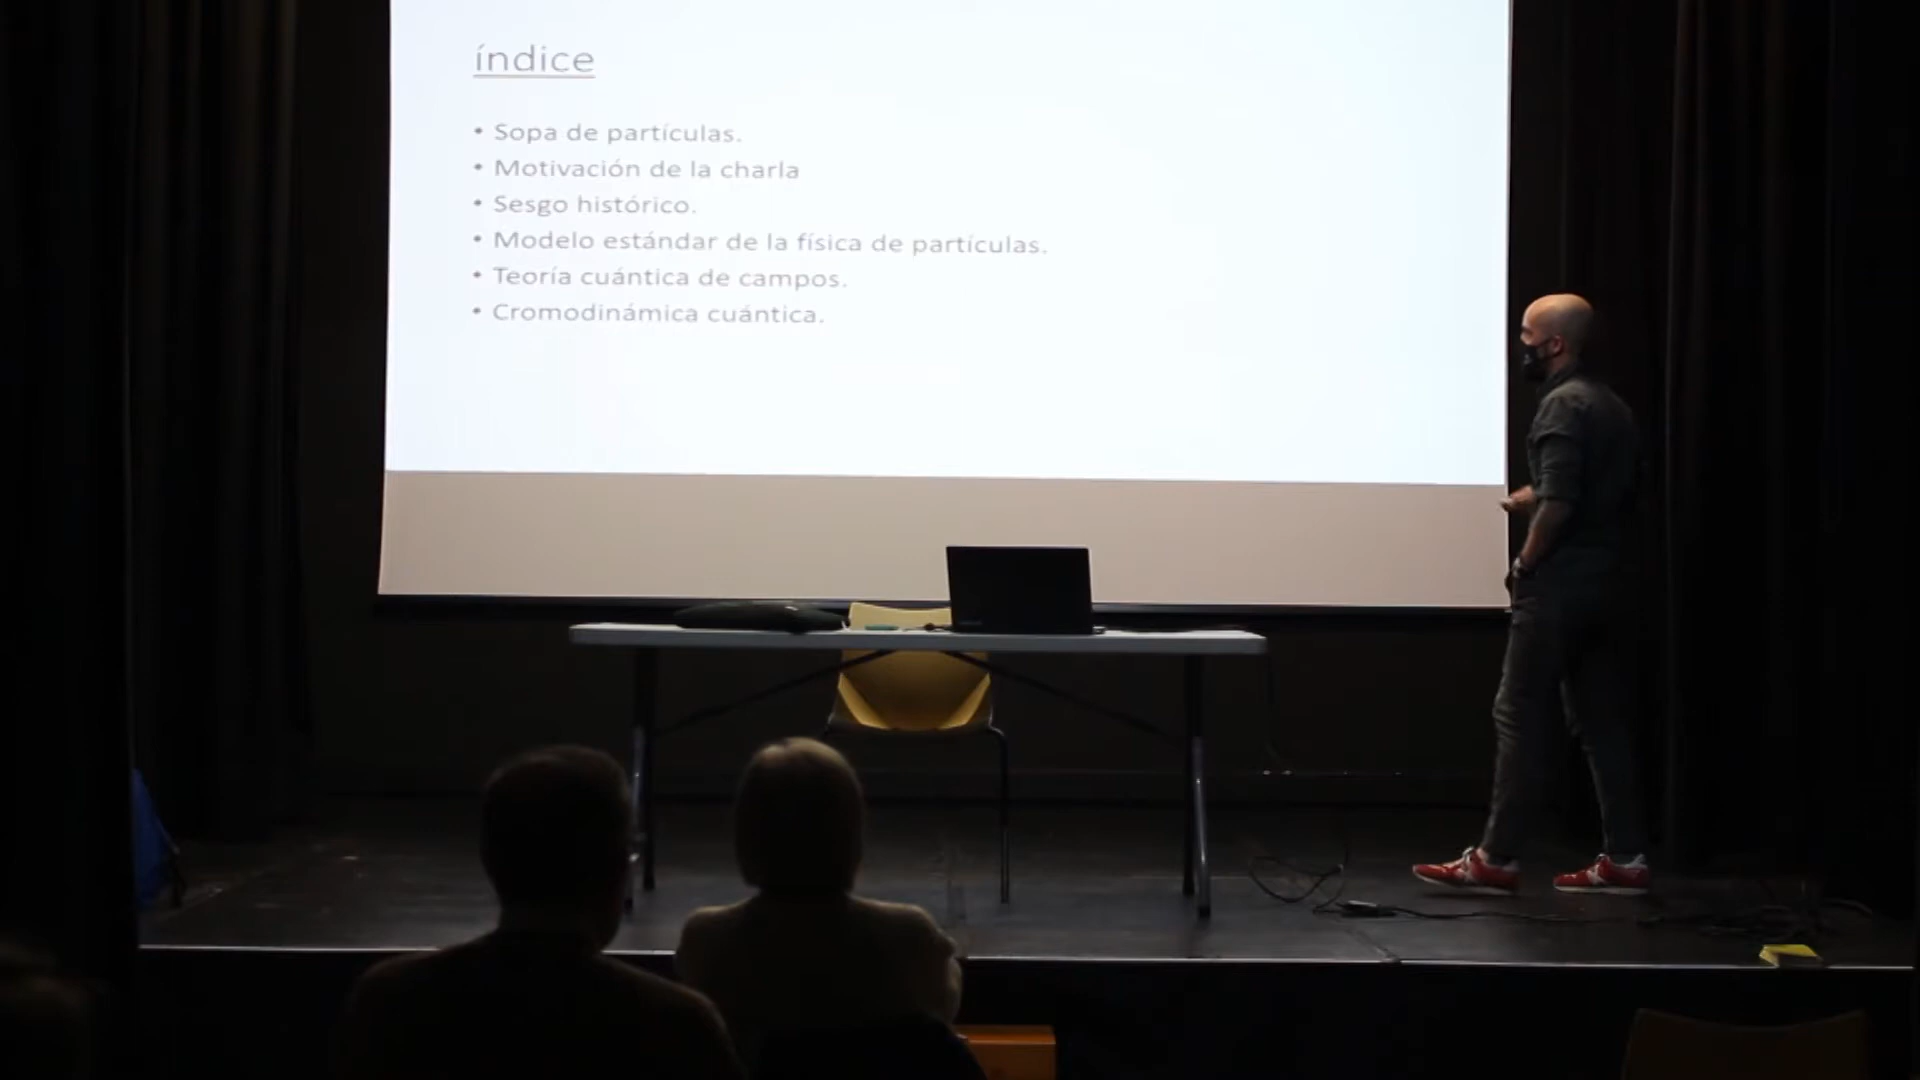 índice
• Sopa de partículas.
• Motivación de la charla
• Sesgo histórico.
• Modelo estándar de la física de partículas.
• Teoría cuántica de campos.
• Cromodinámica cuántica.